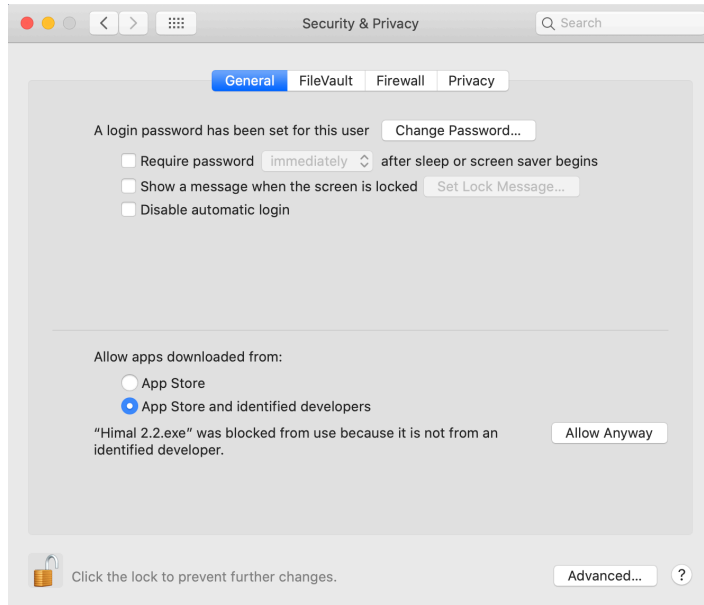 Security & Privacy
Search
General
FileVault
Firewall
Privacy
A login password has been set for this user
Change Password...
Require password immediately after sleep or screen saver begins
Show a message when the screen is locked
Set Lock Message...
Disable automatic login
Allow apps downloaded from:
App Store
App Store and identified developers
“Himal 2.2.exe” was blocked from use because it is not from an
identified developer.
Allow Anyway
Click the lock to prevent further changes.
Advanced...
?